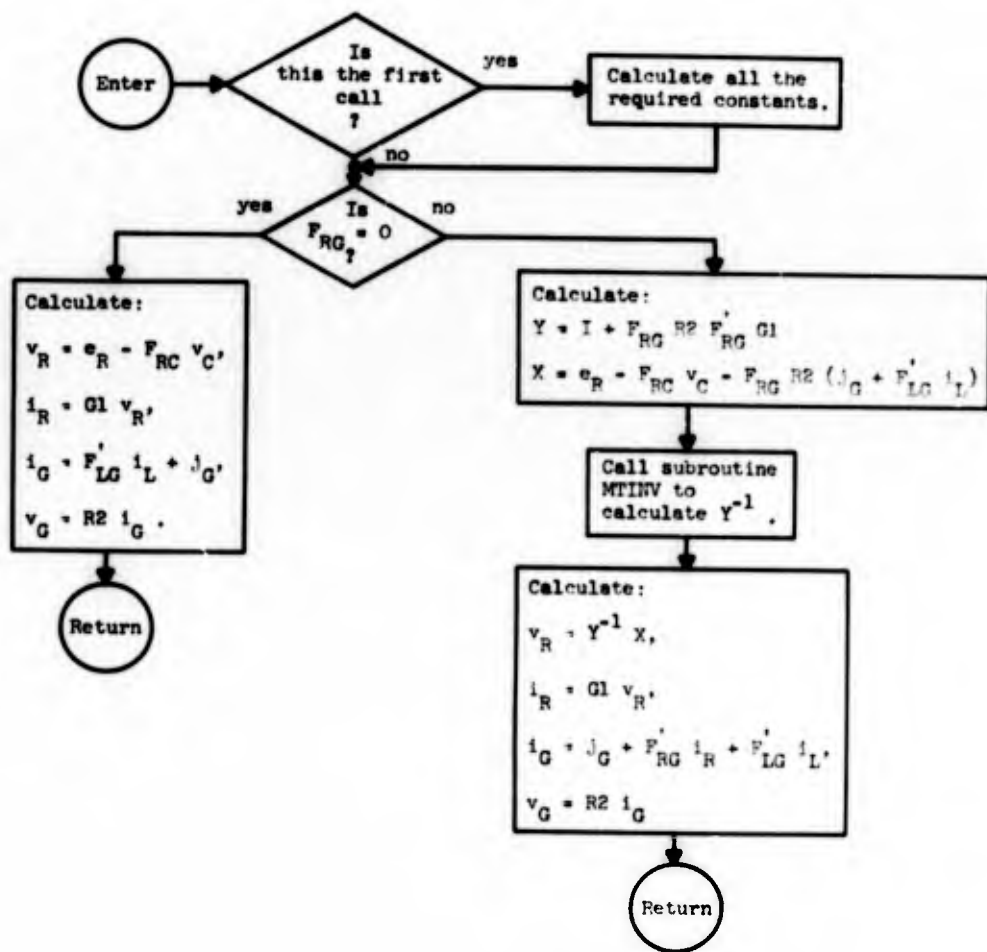 Enter
Is
this the first
call
?
yes
Calculate all the
required constants.
no
yes
Is
F_RG = 0
?
no
Calculate:
v_R = e_R - F_RC v_C,
i_R = G1 v_R,
i_G = F'_LG i_L + j_G,
v_G = R2 i_G .
Return
Calculate:
Y = I + F_RG R2 F'_RG G1
X = e_R - F_RC v_C - F_RG R2 (j_G + F'_LG i_L)
Call subroutine
MTINV to
calculate Y^-1 .
Calculate:
v_R = Y^-1 X,
i_R = G1 v_R,
i_G = j_G + F'_RG i_R + F'_LG i_L,
v_G = R2 i_G
Return